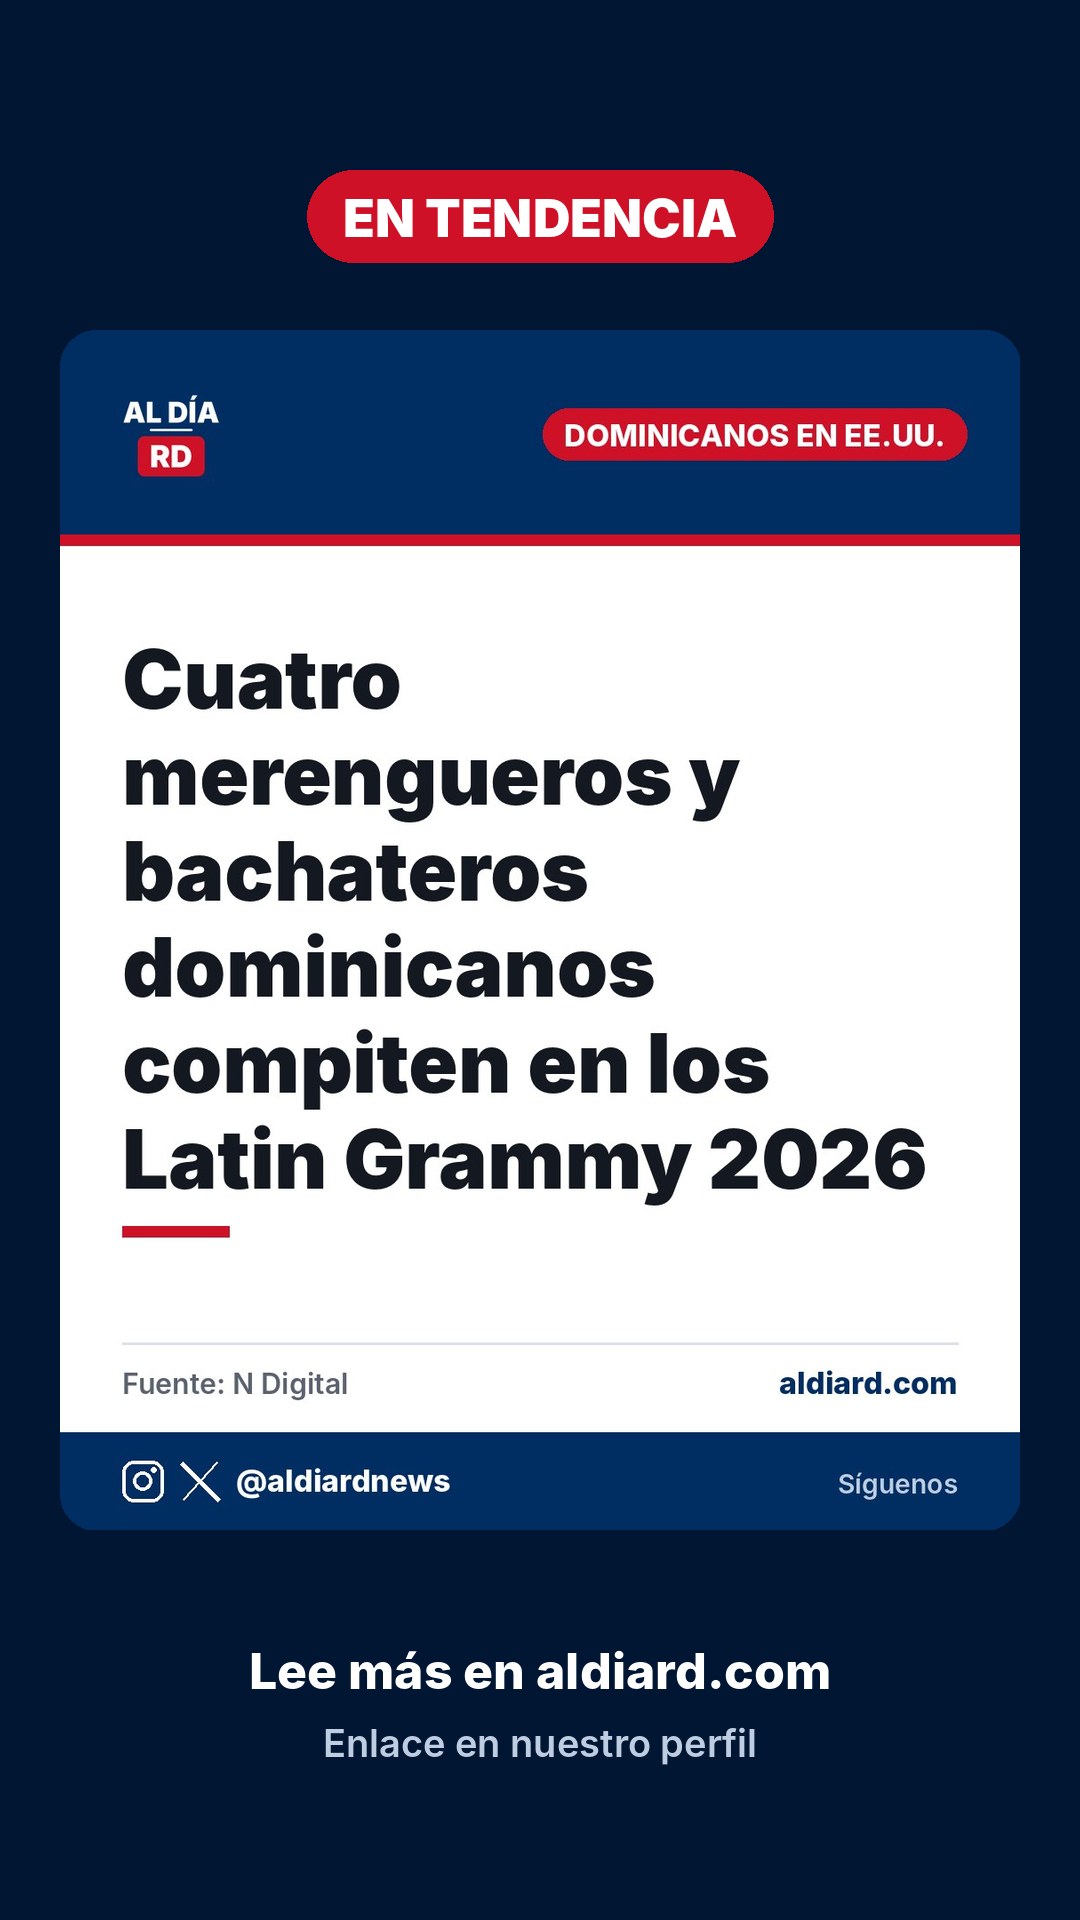 EN TENDENCIA
AL DÍA
RD
DOMINICANOS EN EE.UU.
Cuatro
merengueros y
bachateros
dominicanos
compiten en los
Latin Grammy 2026
Fuente: N Digital
aldiard.com
@aldiardnews
Síguenos
Lee más en aldiard.com
Enlace en nuestro perfil